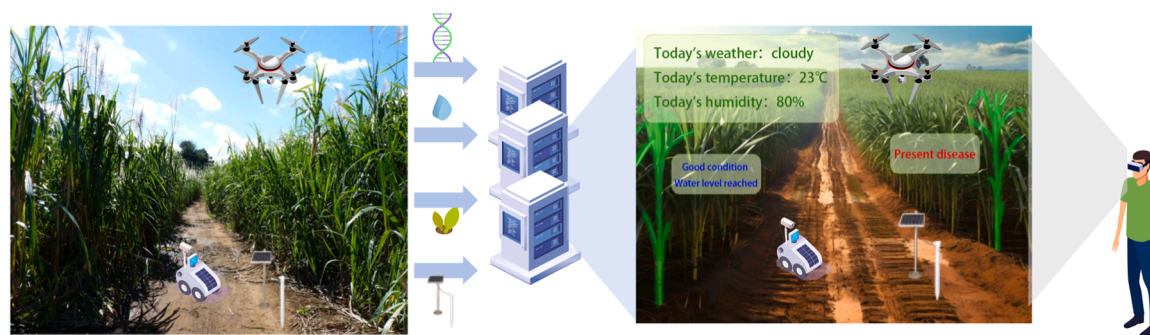 Today's weather: cloudy
Today's temperature: 23℃
Today's humidity: 80%
Present disease
Good condition
Water level reached